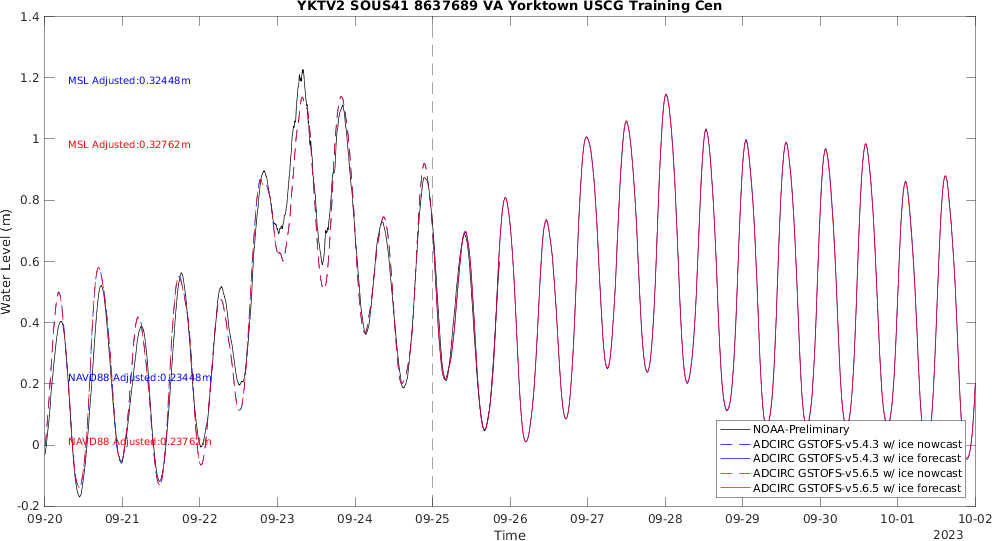 YKTV2 SOUS41 8637689 VA Yorktown USCG Training Cen
1.4
1.2
1
0.8
0.6
0.4
0.2
0
-0.2
Water Level (m)
MSL Adjusted:0.32448m
MSL Adjusted:0.32762m
NAVD88 Adjusted:0.23448m
NAVD88 Adjusted:0.23762m
NOAA-Preliminary
ADCIRC GSTOFS-v5.4.3 w/ ice nowcast
ADCIRC GSTOFS-v5.4.3 w/ ice forecast
ADCIRC GSTOFS-v5.6.5 w/ ice nowcast
ADCIRC GSTOFS-v5.6.5 w/ ice forecast
09-20 09-21 09-22 09-23 09-24 09-25 09-26 09-27 09-28 09-29 09-30 10-01 10-02
Time
2023